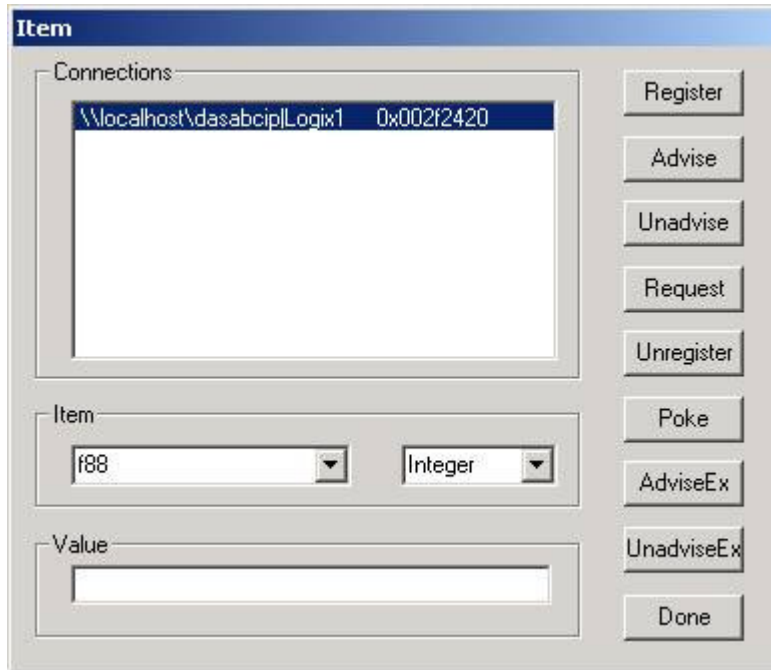 Item
Connections
\\localhost\dasabcip|Logix1 0x002f2420
Register
Advise
Unadvise
Request
Unregister
Poke
AdviseEx
UnadviseEx
Done
Item
f88
Integer
Value